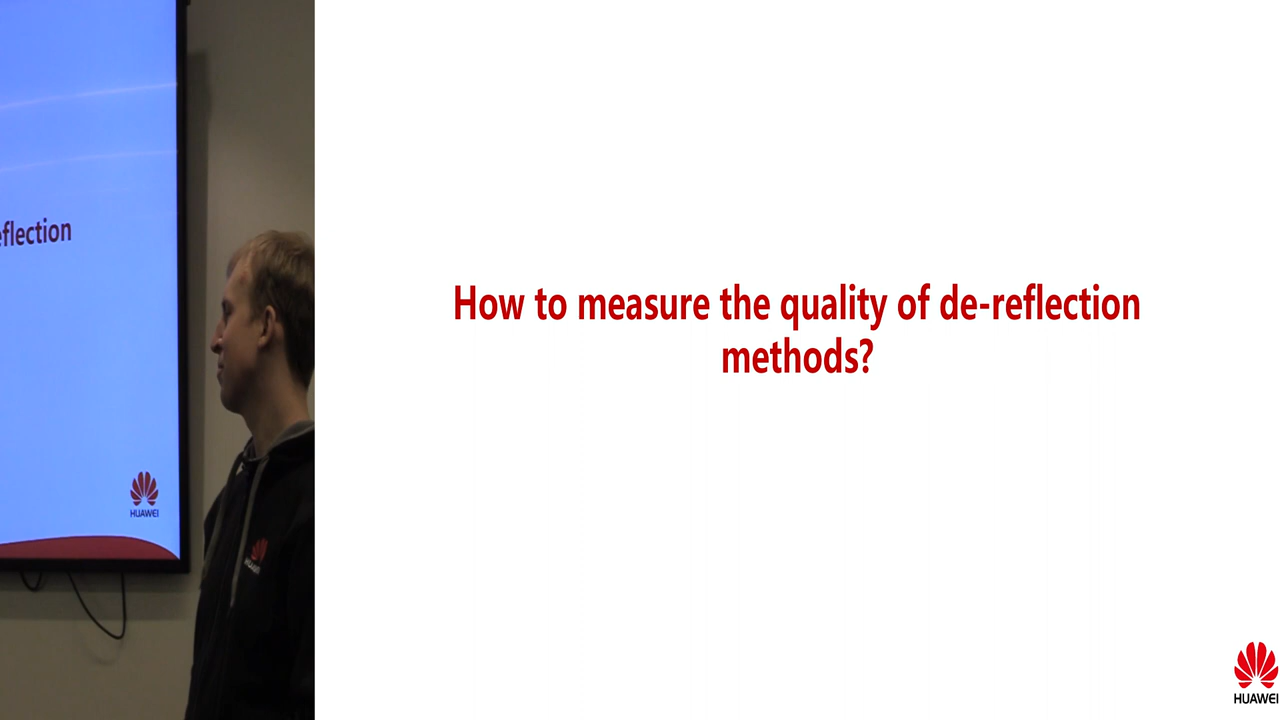 eflection
HUAWEI
HUAWEI
How to measure the quality of de-reflection
methods?
HUAWEI